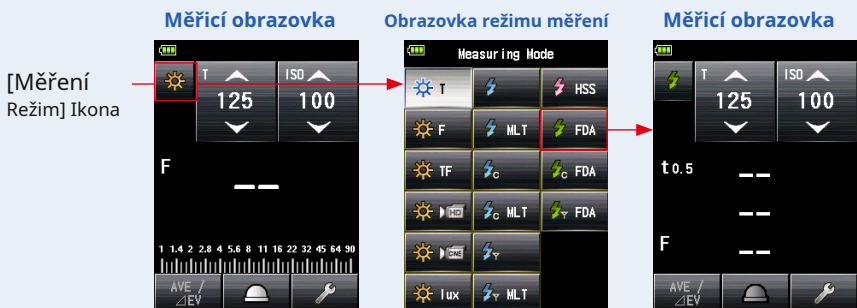 Měřicí obrazovka
[Měření
Režim] Ikona
T
125
ISO
100
F
1 1.4 2 2.8 4 5.6 8 11 16 22 32 45 64 90
AVE /
⊿EV
Obrazovka režimu měření
Measuring Mode
T
HSS
F
MLT
FDA
TF
C
C FDA
HD
C MLT
FDA
CINE
lux
MLT
Měřicí obrazovka
T
125
ISO
100
t 0.5
F
AVE /
⊿EV